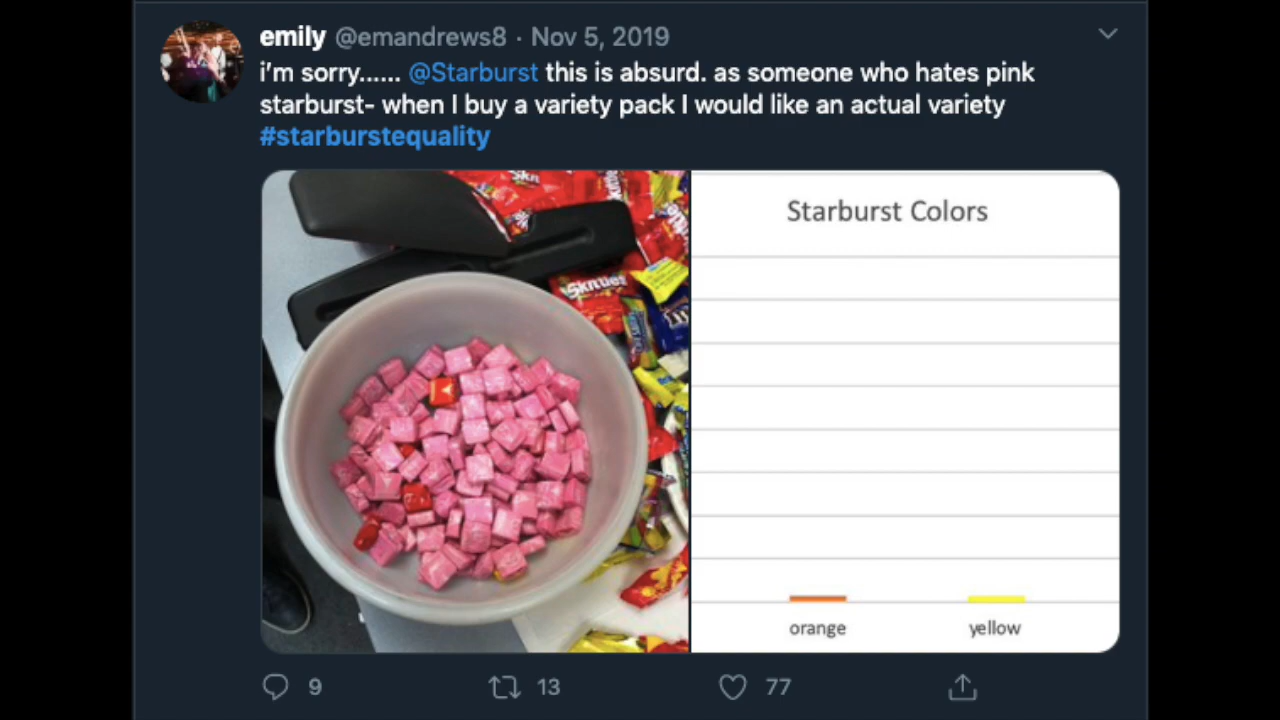 emily @emandrews8 · Nov 5, 2019
i'm sorry...... @Starburst this is absurd. as someone who hates pink
starburst- when I buy a variety pack I would like an actual variety
#starburstequality
Skittles
Starburst Colors
orange yellow
9 13 77